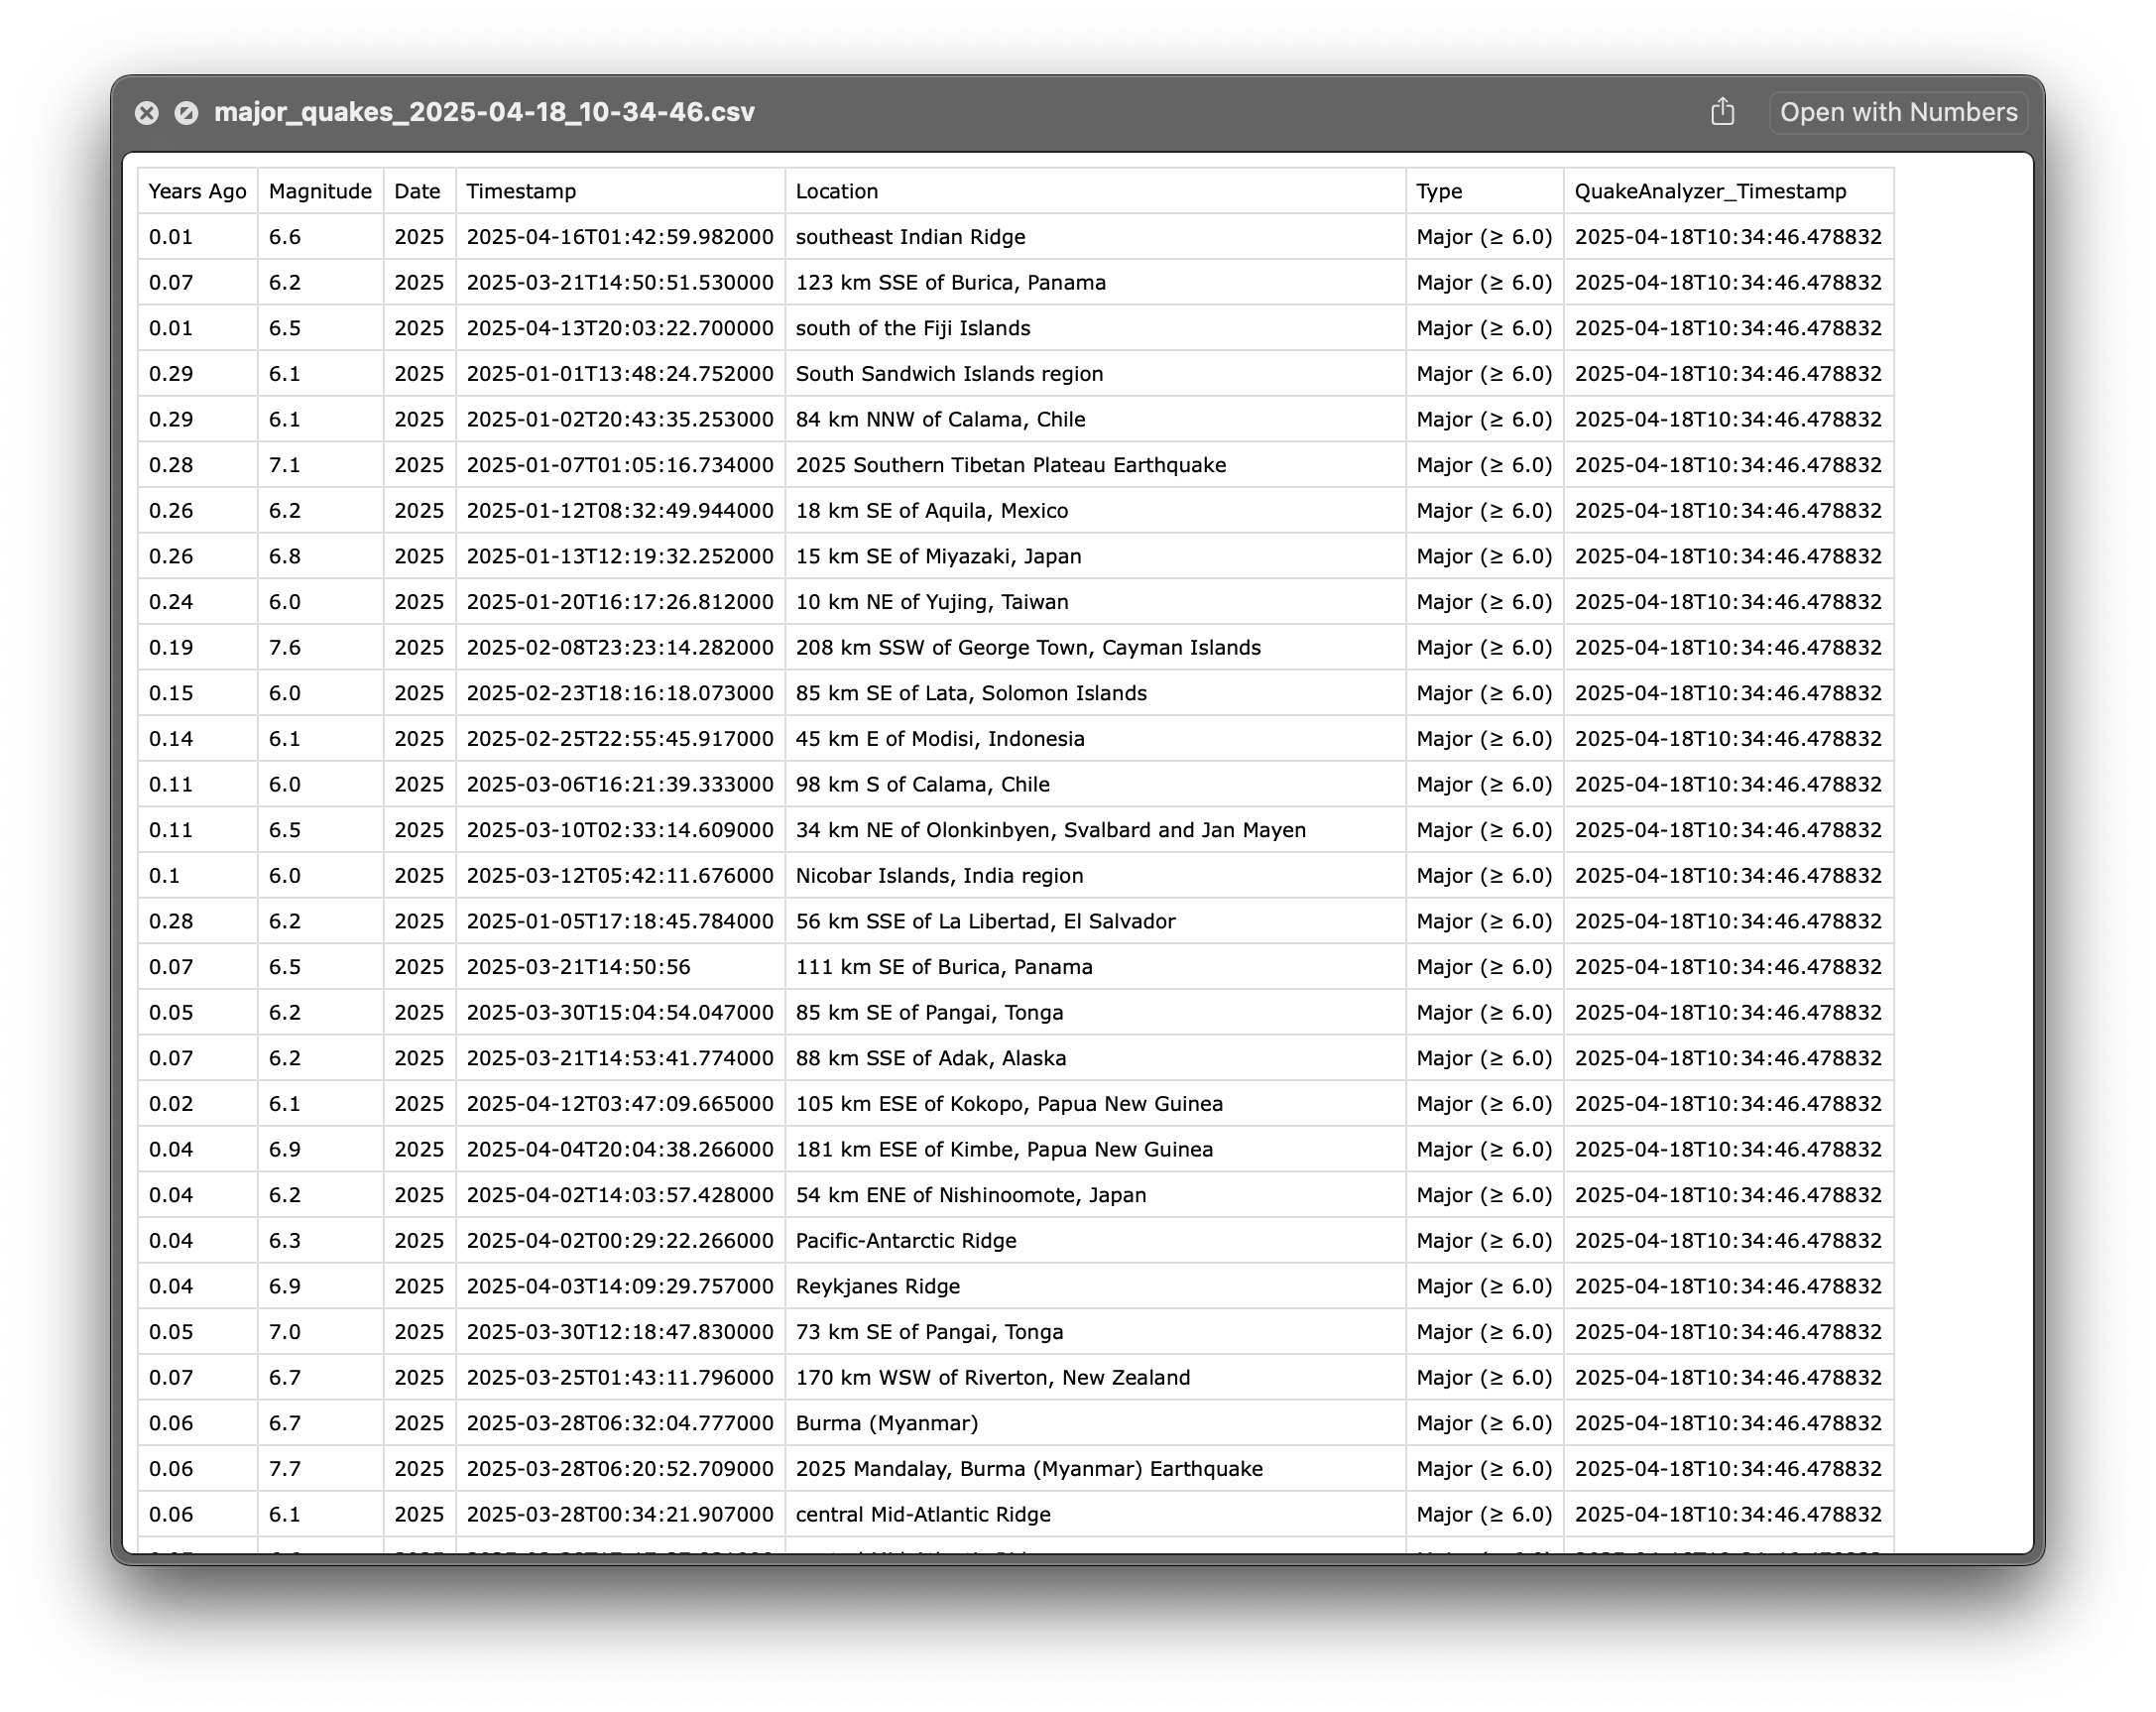 major_quakes_2025-04-18_10-34-46.csv Open with Numbers
Years Ago Magnitude Date Timestamp Location Type QuakeAnalyzer_Timestamp
0.01 6.6 2025 2025-04-16T01:42:59.982000 southeast Indian Ridge Major (≥ 6.0) 2025-04-18T10:34:46.478832
0.07 6.2 2025 2025-03-21T14:50:51.530000 123 km SSE of Burica, Panama Major (≥ 6.0) 2025-04-18T10:34:46.478832
0.01 6.5 2025 2025-04-13T20:03:22.700000 south of the Fiji Islands Major (≥ 6.0) 2025-04-18T10:34:46.478832
0.29 6.1 2025 2025-01-01T13:48:24.752000 South Sandwich Islands region Major (≥ 6.0) 2025-04-18T10:34:46.478832
0.29 6.1 2025 2025-01-02T20:43:35.253000 84 km NNW of Calama, Chile Major (≥ 6.0) 2025-04-18T10:34:46.478832
0.28 7.1 2025 2025-01-07T01:05:16.734000 2025 Southern Tibetan Plateau Earthquake Major (≥ 6.0) 2025-04-18T10:34:46.478832
0.26 6.2 2025 2025-01-12T08:32:49.944000 18 km SE of Aquila, Mexico Major (≥ 6.0) 2025-04-18T10:34:46.478832
0.26 6.8 2025 2025-01-13T12:19:32.252000 15 km SE of Miyazaki, Japan Major (≥ 6.0) 2025-04-18T10:34:46.478832
0.24 6.0 2025 2025-01-20T16:17:26.812000 10 km NE of Yujing, Taiwan Major (≥ 6.0) 2025-04-18T10:34:46.478832
0.19 7.6 2025 2025-02-08T23:23:14.282000 208 km SSW of George Town, Cayman Islands Major (≥ 6.0) 2025-04-18T10:34:46.478832
0.15 6.0 2025 2025-02-23T18:16:18.073000 85 km SE of Lata, Solomon Islands Major (≥ 6.0) 2025-04-18T10:34:46.478832
0.14 6.1 2025 2025-02-25T22:55:45.917000 45 km E of Modisi, Indonesia Major (≥ 6.0) 2025-04-18T10:34:46.478832
0.11 6.0 2025 2025-03-06T16:21:39.333000 98 km S of Calama, Chile Major (≥ 6.0) 2025-04-18T10:34:46.478832
0.11 6.5 2025 2025-03-10T02:33:14.609000 34 km NE of Olonkinbyen, Svalbard and Jan Mayen Major (≥ 6.0) 2025-04-18T10:34:46.478832
0.1 6.0 2025 2025-03-12T05:42:11.676000 Nicobar Islands, India region Major (≥ 6.0) 2025-04-18T10:34:46.478832
0.28 6.2 2025 2025-01-05T17:18:45.784000 56 km SSE of La Libertad, El Salvador Major (≥ 6.0) 2025-04-18T10:34:46.478832
0.07 6.5 2025 2025-03-21T14:50:56 111 km SE of Burica, Panama Major (≥ 6.0) 2025-04-18T10:34:46.478832
0.05 6.2 2025 2025-03-30T15:04:54.047000 85 km SE of Pangai, Tonga Major (≥ 6.0) 2025-04-18T10:34:46.478832
0.07 6.2 2025 2025-03-21T14:53:41.774000 88 km SSE of Adak, Alaska Major (≥ 6.0) 2025-04-18T10:34:46.478832
0.02 6.1 2025 2025-04-12T03:47:09.665000 105 km ESE of Kokopo, Papua New Guinea Major (≥ 6.0) 2025-04-18T10:34:46.478832
0.04 6.9 2025 2025-04-04T20:04:38.266000 181 km ESE of Kimbe, Papua New Guinea Major (≥ 6.0) 2025-04-18T10:34:46.478832
0.04 6.2 2025 2025-04-02T14:03:57.428000 54 km ENE of Nishinoomote, Japan Major (≥ 6.0) 2025-04-18T10:34:46.478832
0.04 6.3 2025 2025-04-02T00:29:22.266000 Pacific-Antarctic Ridge Major (≥ 6.0) 2025-04-18T10:34:46.478832
0.04 6.9 2025 2025-04-03T14:09:29.757000 Reykjanes Ridge Major (≥ 6.0) 2025-04-18T10:34:46.478832
0.05 7.0 2025 2025-03-30T12:18:47.830000 73 km SE of Pangai, Tonga Major (≥ 6.0) 2025-04-18T10:34:46.478832
0.07 6.7 2025 2025-03-25T01:43:11.796000 170 km WSW of Riverton, New Zealand Major (≥ 6.0) 2025-04-18T10:34:46.478832
0.06 6.7 2025 2025-03-28T06:32:04.777000 Burma (Myanmar) Major (≥ 6.0) 2025-04-18T10:34:46.478832
0.06 7.7 2025 2025-03-28T06:20:52.709000 2025 Mandalay, Burma (Myanmar) Earthquake Major (≥ 6.0) 2025-04-18T10:34:46.478832
0.06 6.1 2025 2025-03-28T00:34:21.907000 central Mid-Atlantic Ridge Major (≥ 6.0) 2025-04-18T10:34:46.478832